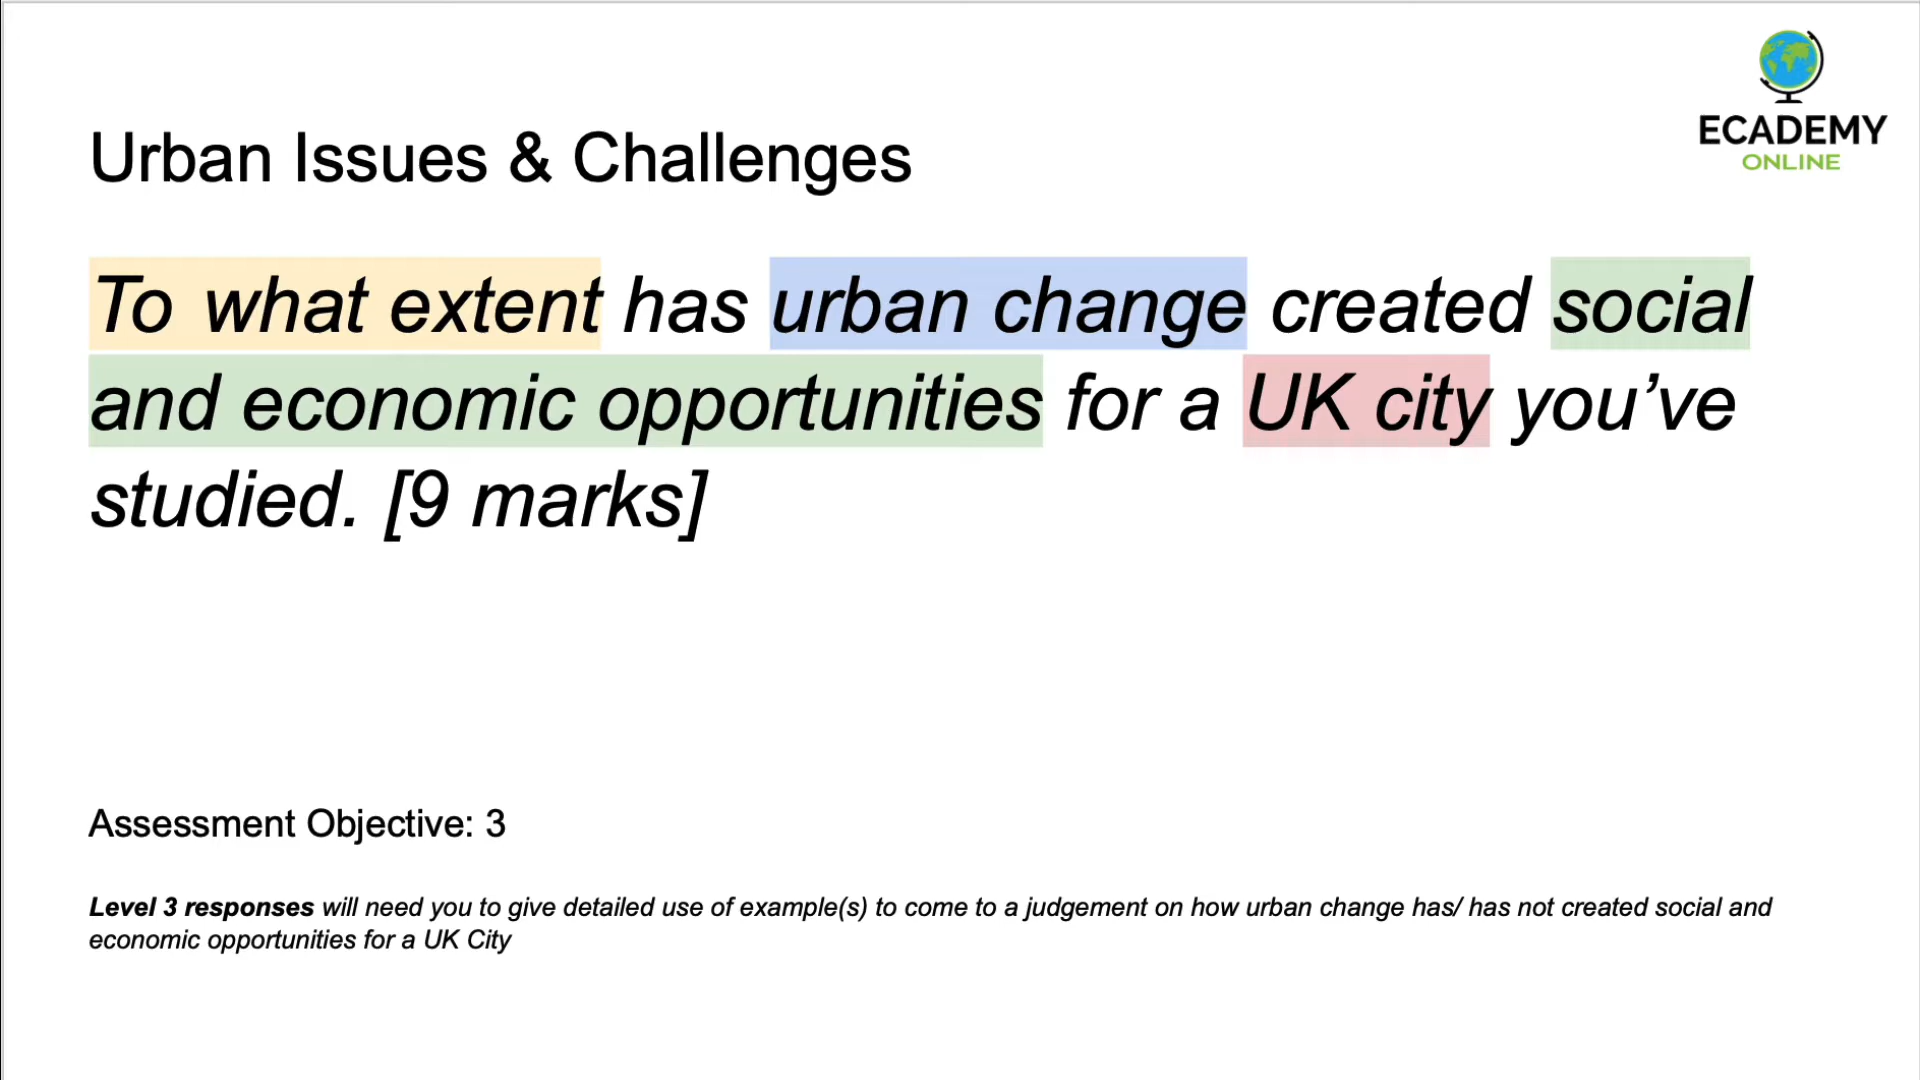 ECADEMY
ONLINE
Urban Issues & Challenges
To what extent has urban change created social
and economic opportunities for a UK city you’ve
studied. [9 marks]
Assessment Objective: 3
Level 3 responses will need you to give detailed use of example(s) to come to a judgement on how urban change has/ has not created social and
economic opportunities for a UK City